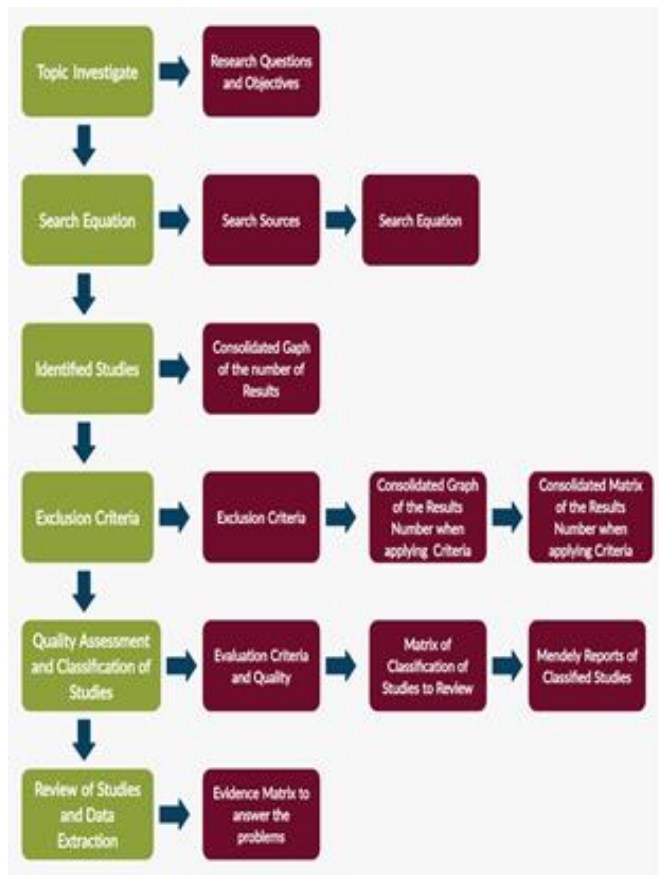 Topic Investigate
Research Questions
and Objectives
Search Equation
Search Sources
Search Equation
Identified Studies
Consolidated Gaph
of the number of
Results
Exclusion Criteria
Exclusion Criteria
Consolidated Graph
of the Results
Number when
applying Criteria
Consolidated Matrix
of the Results
Number when
applying Criteria
Quality Assessment
and Classification of
Studies
Evaluation Criteria
and Quality
Matrix of
Classification of
Studies to Review
Mendely Reports of
Classified Studies
Review of Studies
and Data
Extraction
Evidence Matrix to
answer the
problems